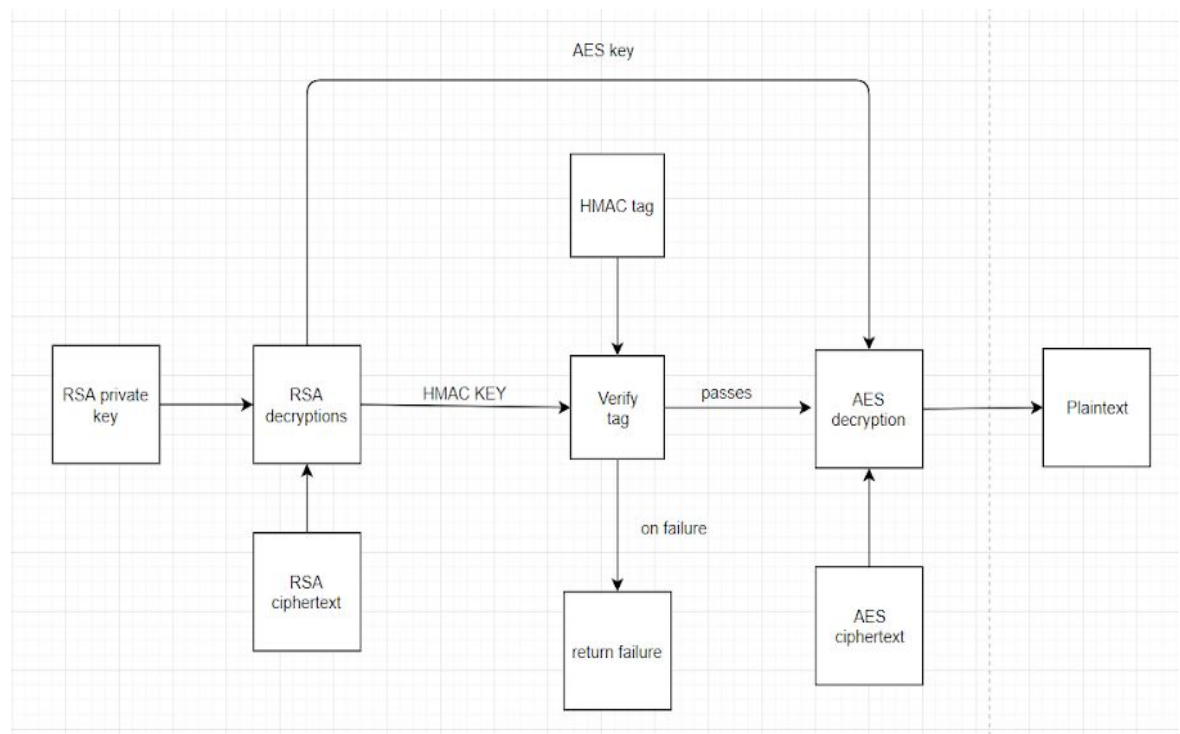 AES key
HMAC tag
RSA private
key
RSA
decryptions
HMAC KEY
Verify
tag
passes
AES
decryption
Plaintext
on failure
RSA
ciphertext
return failure
AES
ciphertext